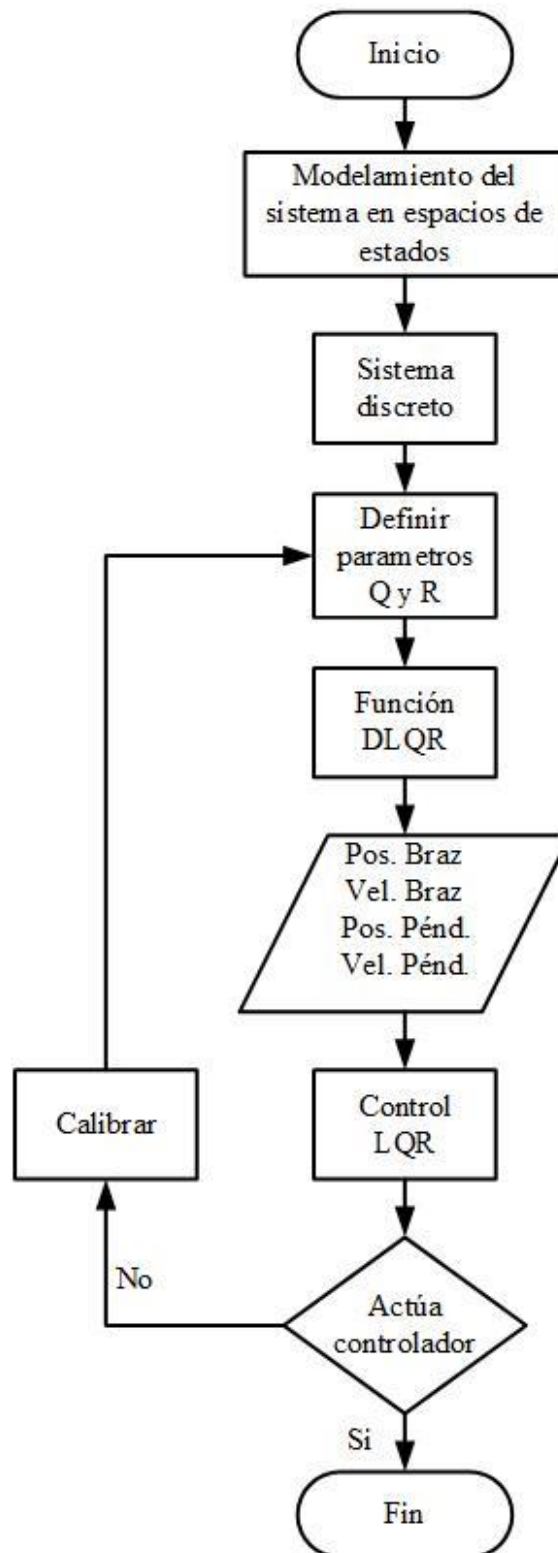 Inicio
Modelamiento del
sistema en espacios de
estados
Sistema
discreto
Definir
parametros
Q y R
Función
DLQR
Pos. Braz
Vel. Braz
Pos. Pénd.
Vel. Pénd.
Control
LQR
Calibrar
No
Actúa
controlador
Si
Fin